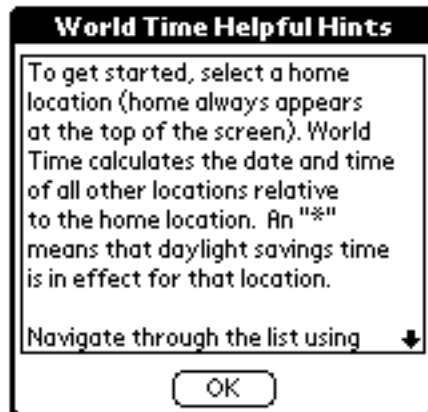 World Time Helpful Hints
To get started, select a home
location (home always appears
at the top of the screen). World
Time calculates the date and time
of all other locations relative
to the home location. An "*"
means that daylight savings time
is in effect for that location.
Navigate through the list using
OK